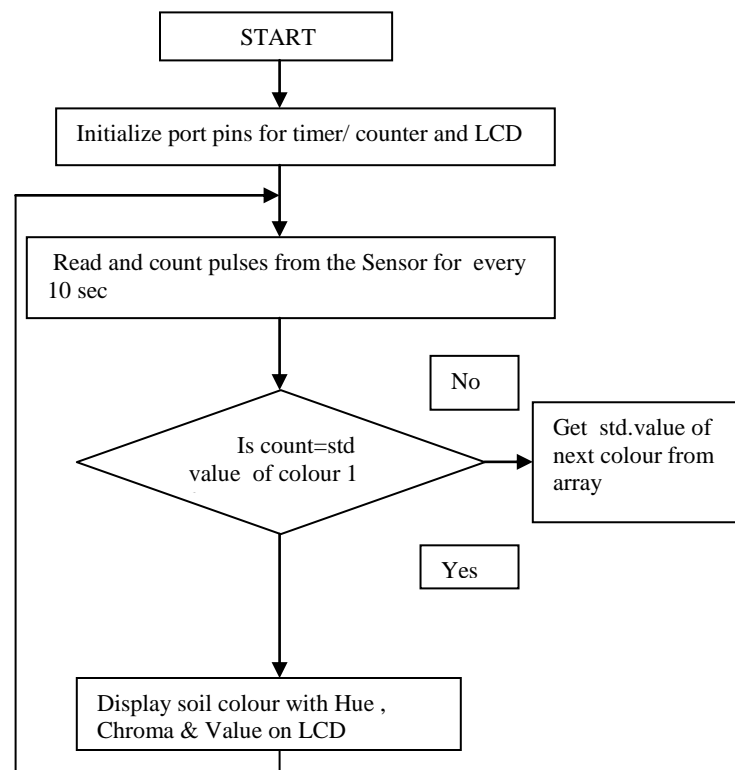 START
Initialize port pins for timer/ counter and LCD
Read and count pulses from the Sensor for every
10 sec
No
Is count=std
value of colour 1
Get std.value of
next colour from
array
Yes
Display soil colour with Hue ,
Chroma & Value on LCD